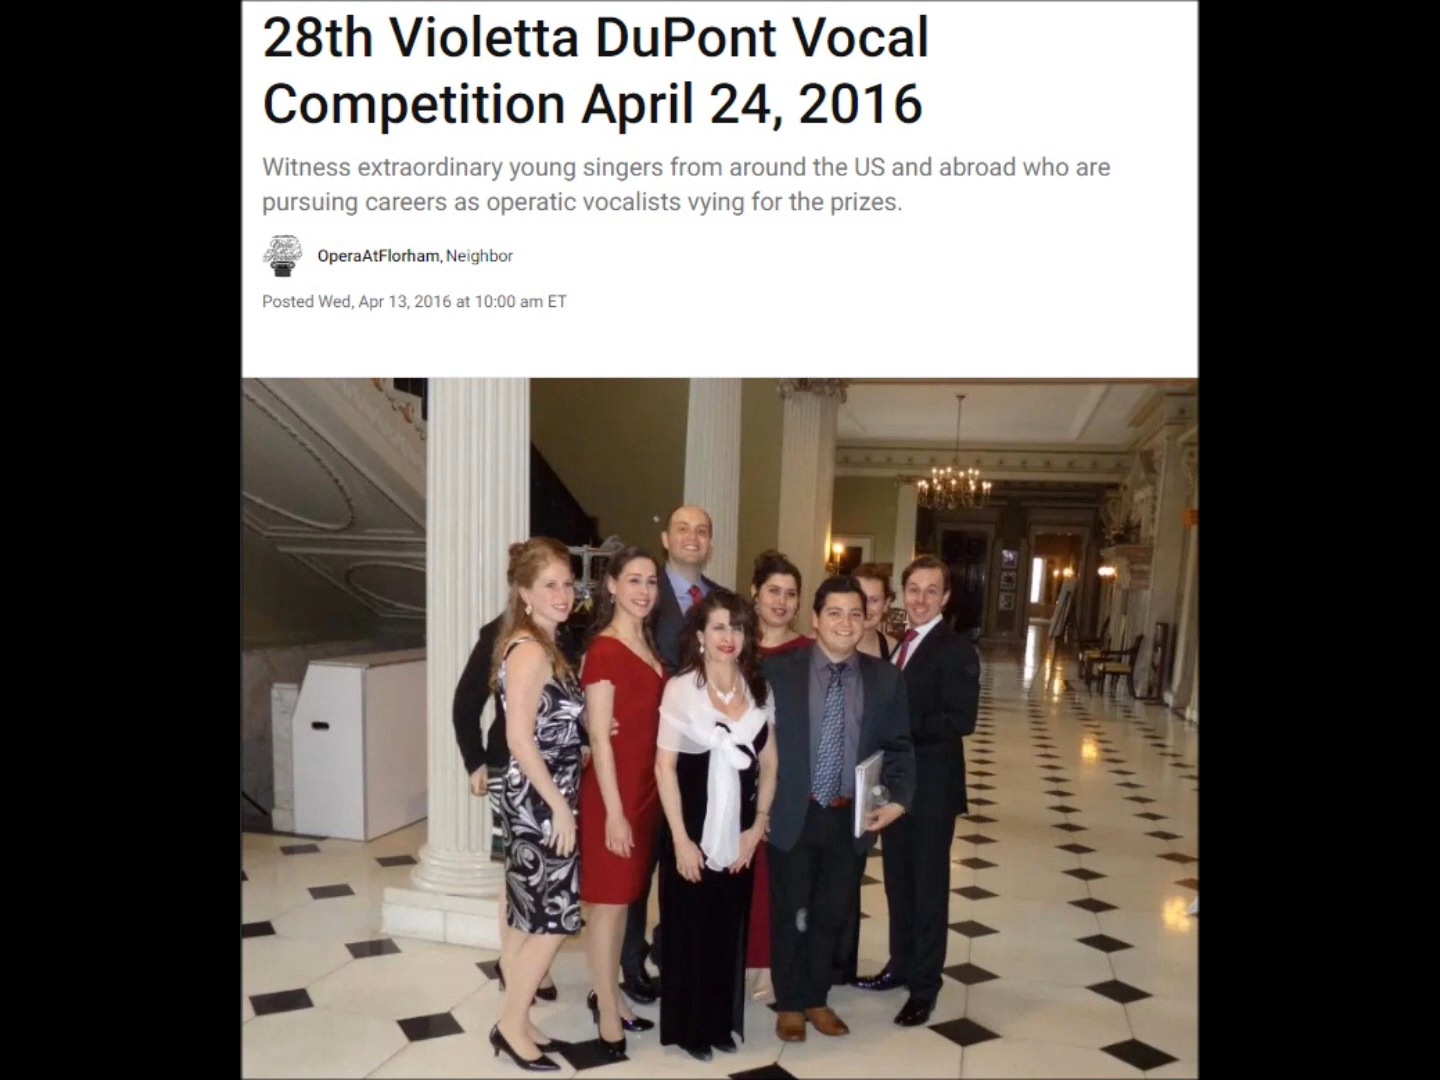 28th Violetta DuPont Vocal
Competition April 24, 2016
Witness extraordinary young singers from around the US and abroad who are
pursuing careers as operatic vocalists vying for the prizes.
OperaAtFlorham, Neighbor
Posted Wed, Apr 13, 2016 at 10:00 am ET